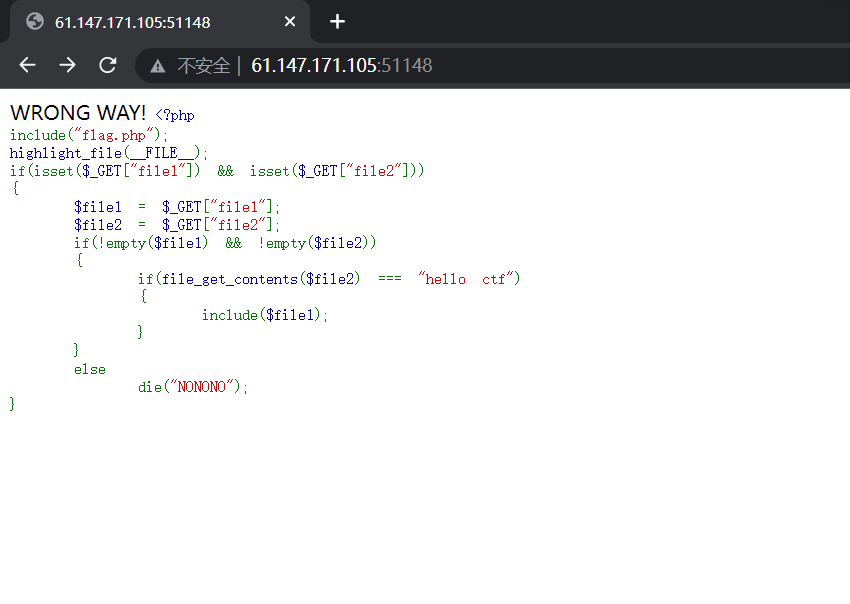 61.147.171.105:51148
不安全 | 61.147.171.105:51148
WRONG WAY! <?php
include("flag.php");
highlight_file(__FILE__);
if(isset($_GET["file1"]) && isset($_GET["file2"]))
{
        $file1 = $_GET["file1"];
        $file2 = $_GET["file2"];
        if(!empty($file1) && !empty($file2))
        {
                if(file_get_contents($file2) === "hello ctf")
                {
                        include($file1);
                }
        }
        else
                die("NONONO");
}